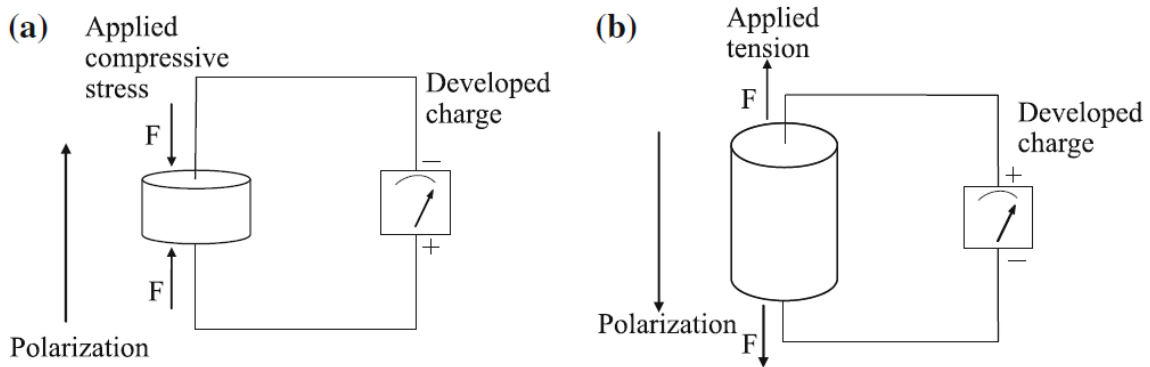 (a)
Applied
compressive
stress
F
Developed
charge
−
+
F
Polarization
(b)
Applied
tension
F
Developed
charge
+
−
Polarization
F